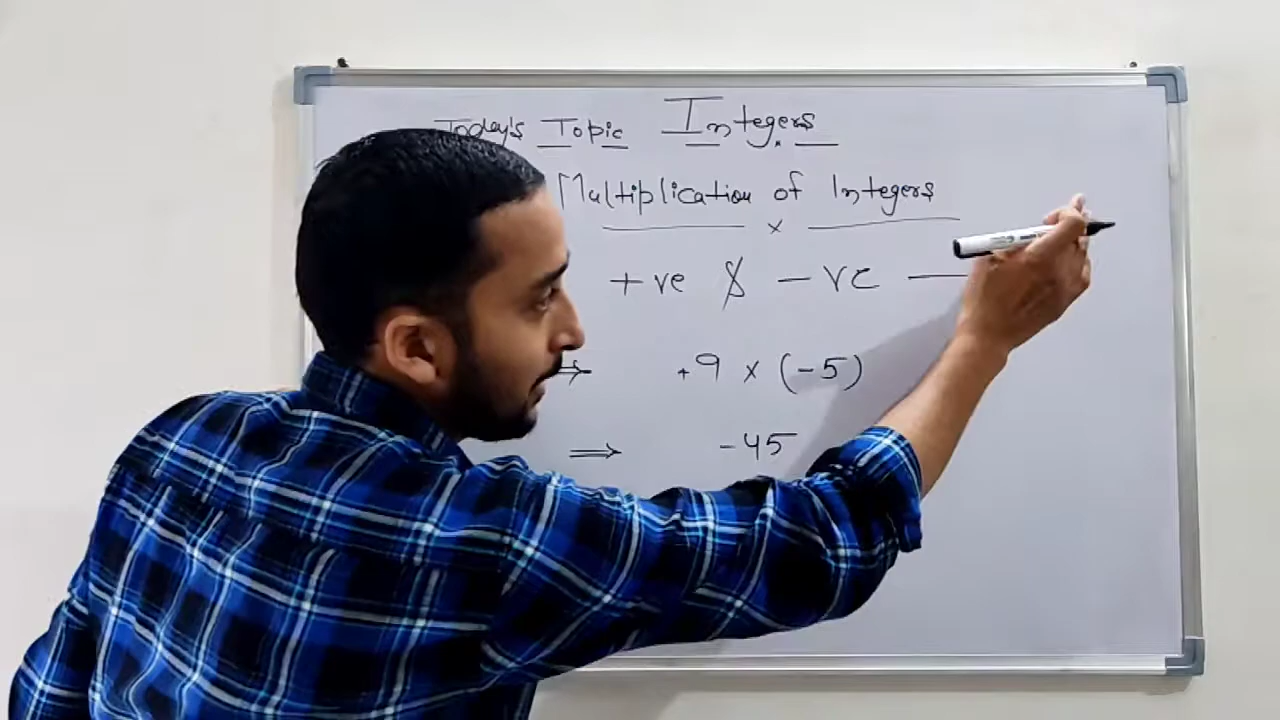 Today's Topic Integers
Multiplication of Integers
×
+ve & -ve —
⇒ +9 × (-5)
⇒ -45